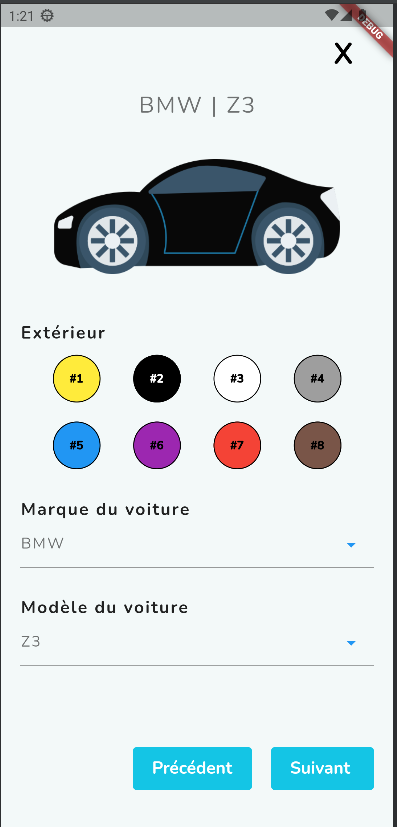 1:21
DEBUG
X
BMW | Z3
Extérieur
#1 #2 #3 #4
#5 #6 #7 #8
Marque du voiture
BMW
Modèle du voiture
Z3
Précédent Suivant